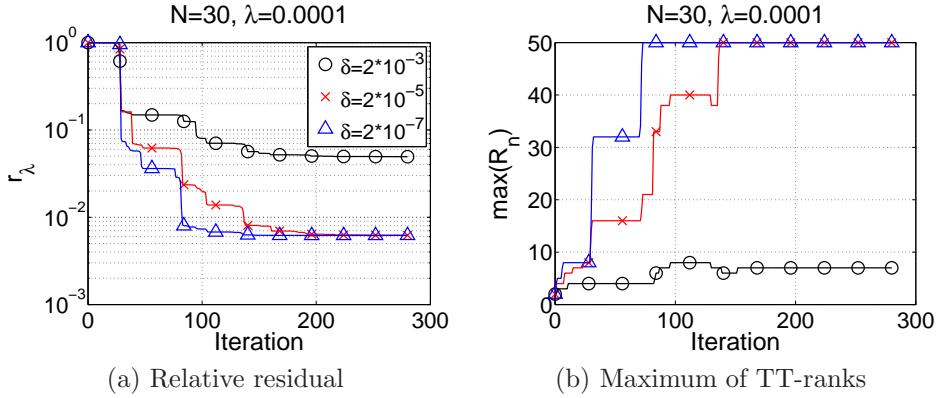 N=30, λ=0.0001
10^0
10^-1
10^-2
10^-3
r_λ
0
100
200
300
Iteration
δ=2*10^-3
δ=2*10^-5
δ=2*10^-7
(a) Relative residual
N=30, λ=0.0001
50
40
30
20
10
0
max(R_n)
0
100
200
300
Iteration
(b) Maximum of TT-ranks